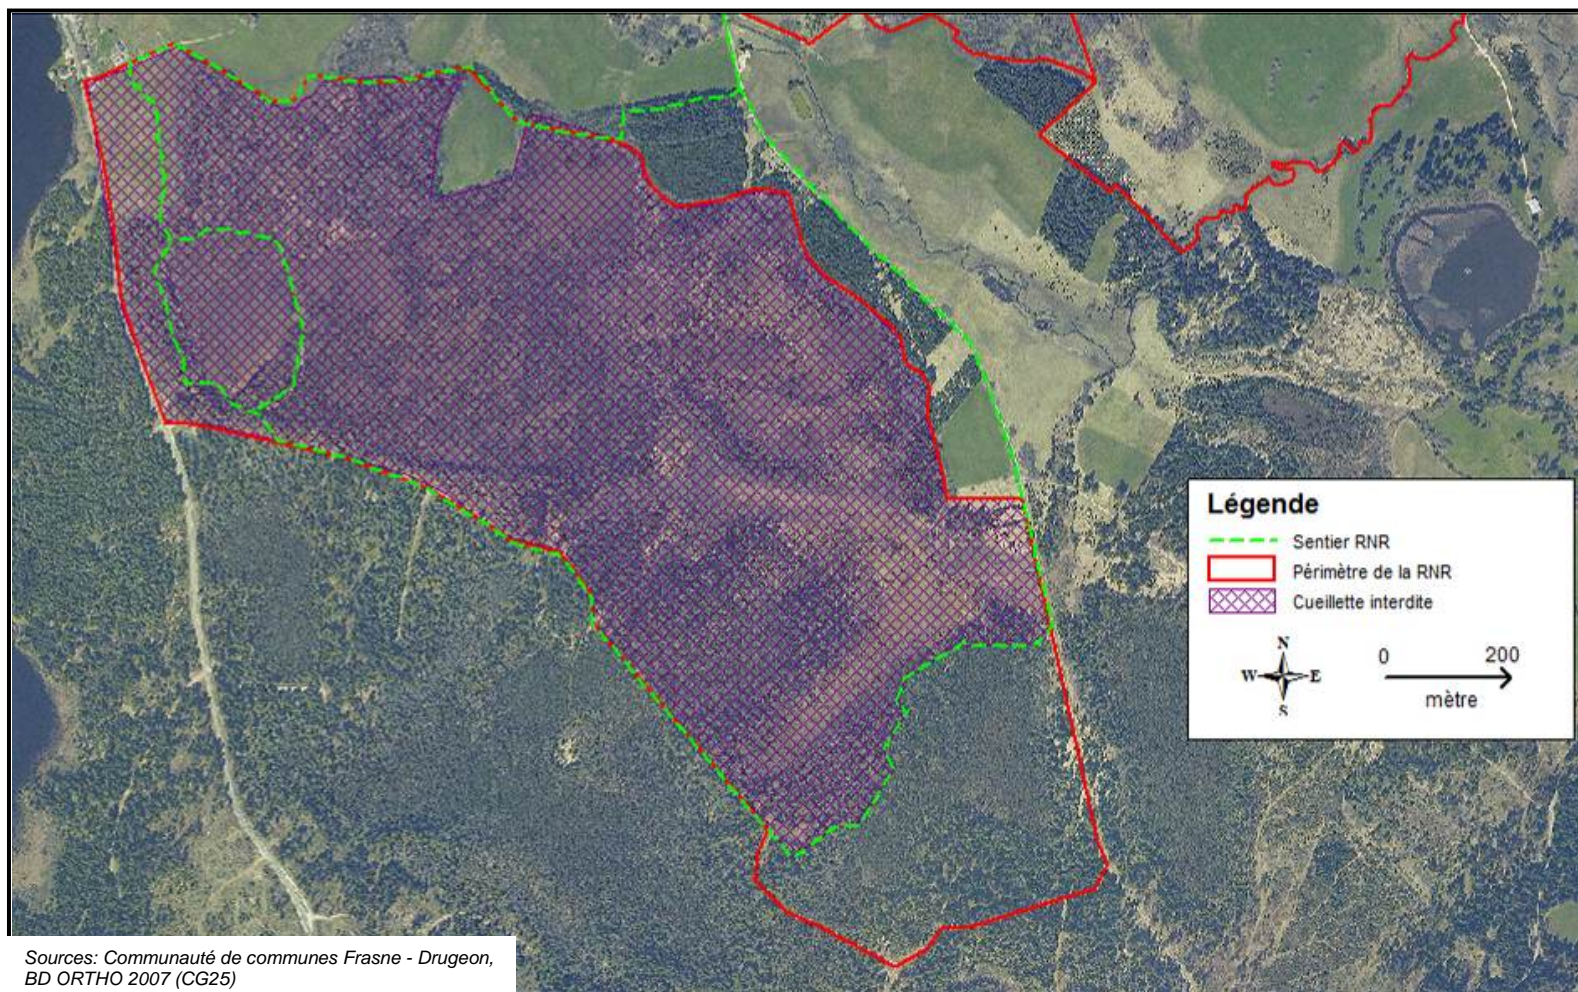 Légende
Sentier RNR
Périmètre de la RNR
Cueillette interdite
N
W E
S
0 200
mètre
Sources: Communauté de communes Frasne - Drugeon,
BD ORTHO 2007 (CG25)